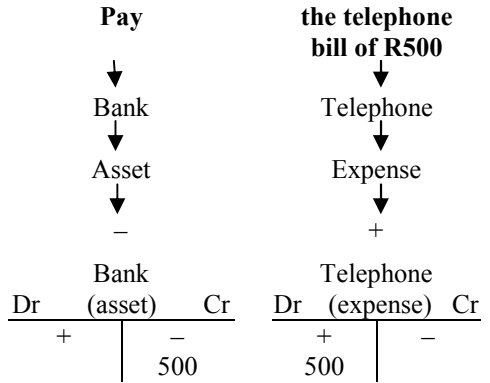 Pay the telephone
bill of R500
Bank Telephone
Asset Expense
– +
Bank Telephone
Dr (asset) Cr Dr (expense) Cr
+ – + –
500 500